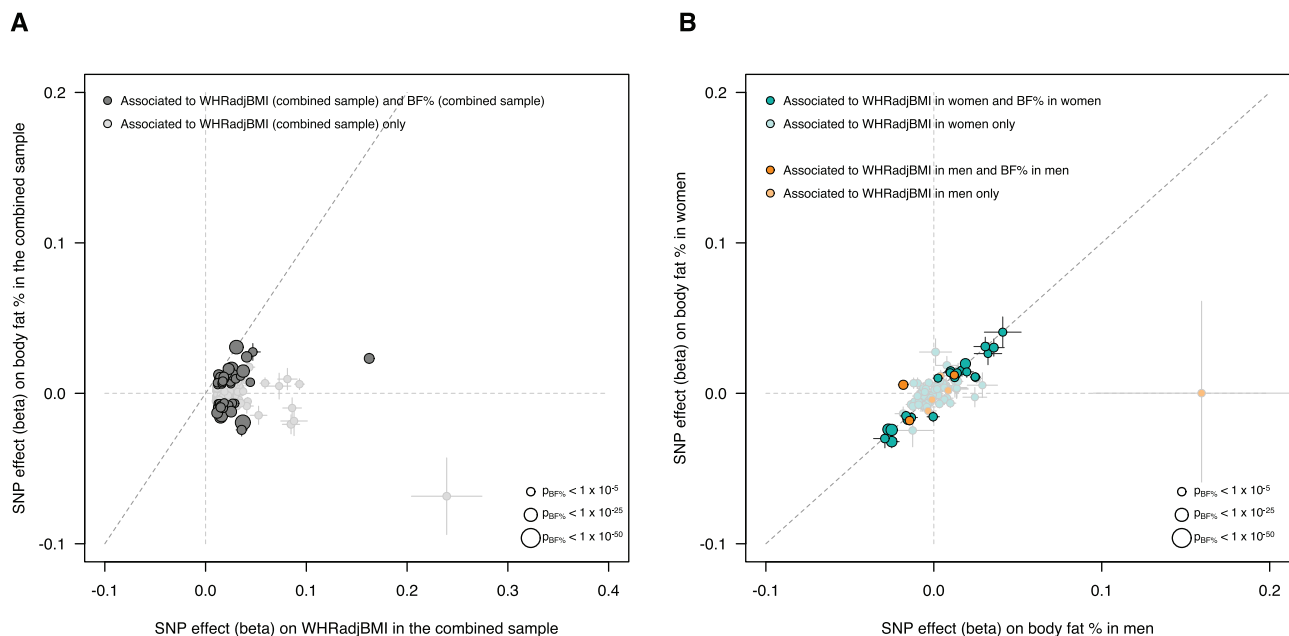 A
Associated to WHRadjBMI (combined sample) and BF% (combined sample)
Associated to WHRadjBMI (combined sample) only
0.2
0.1
0.0
-0.1
SNP effect (beta) on body fat % in the combined sample
p_BF% < 1 x 10^-5
p_BF% < 1 x 10^-25
p_BF% < 1 x 10^-50
-0.1 0.0 0.1 0.2 0.3 0.4
SNP effect (beta) on WHRadjBMI in the combined sample
B
Associated to WHRadjBMI in women and BF% in women
Associated to WHRadjBMI in women only
Associated to WHRadjBMI in men and BF% in men
Associated to WHRadjBMI in men only
0.2
0.1
0.0
-0.1
SNP effect (beta) on body fat % in women
p_BF% < 1 x 10^-5
p_BF% < 1 x 10^-25
p_BF% < 1 x 10^-50
-0.1 0.0 0.1 0.2
SNP effect (beta) on body fat % in men